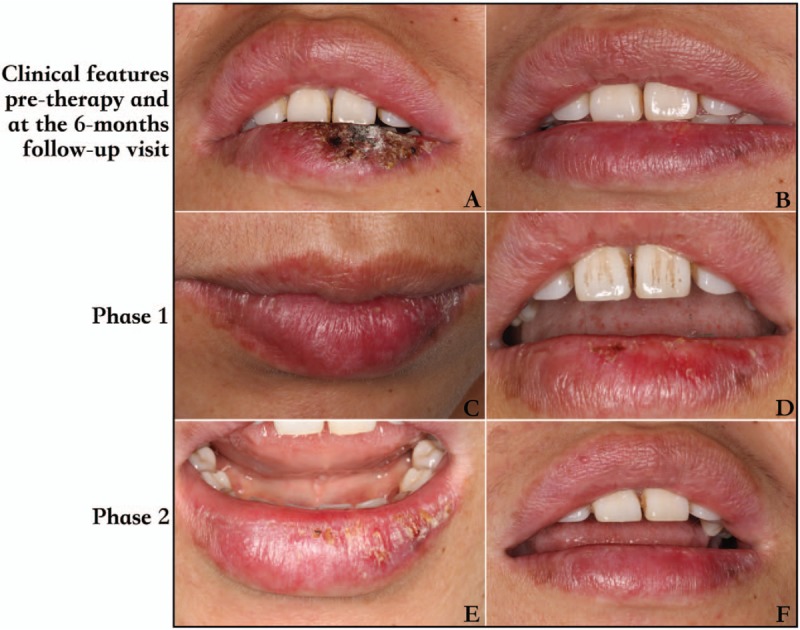 Clinical features
pre-therapy and
at the 6-months
follow-up visit
A
B
Phase 1
C
D
Phase 2
E
F